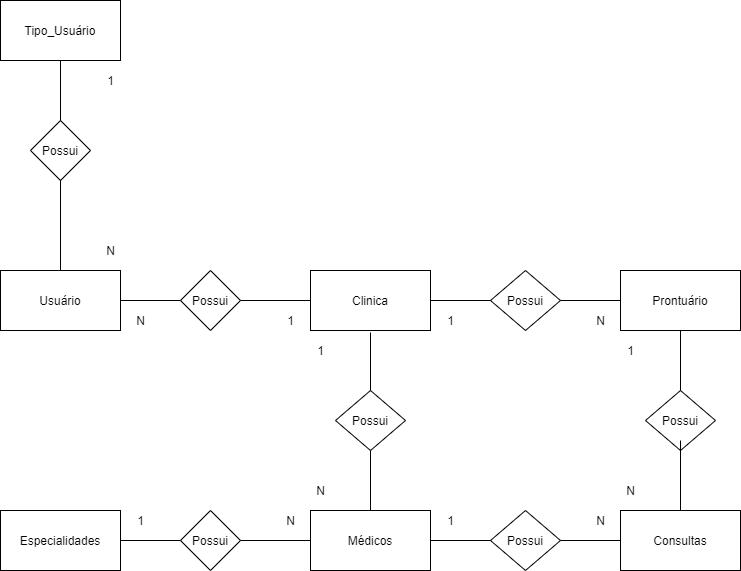 Tipo_Usuário
1
Possui
N
Usuário
Possui
Clinica
Possui
Prontuário
N
1
1
N
1
1
Possui
Possui
N
N
Especialidades
1
Possui
N
Médicos
1
Possui
N
Consultas